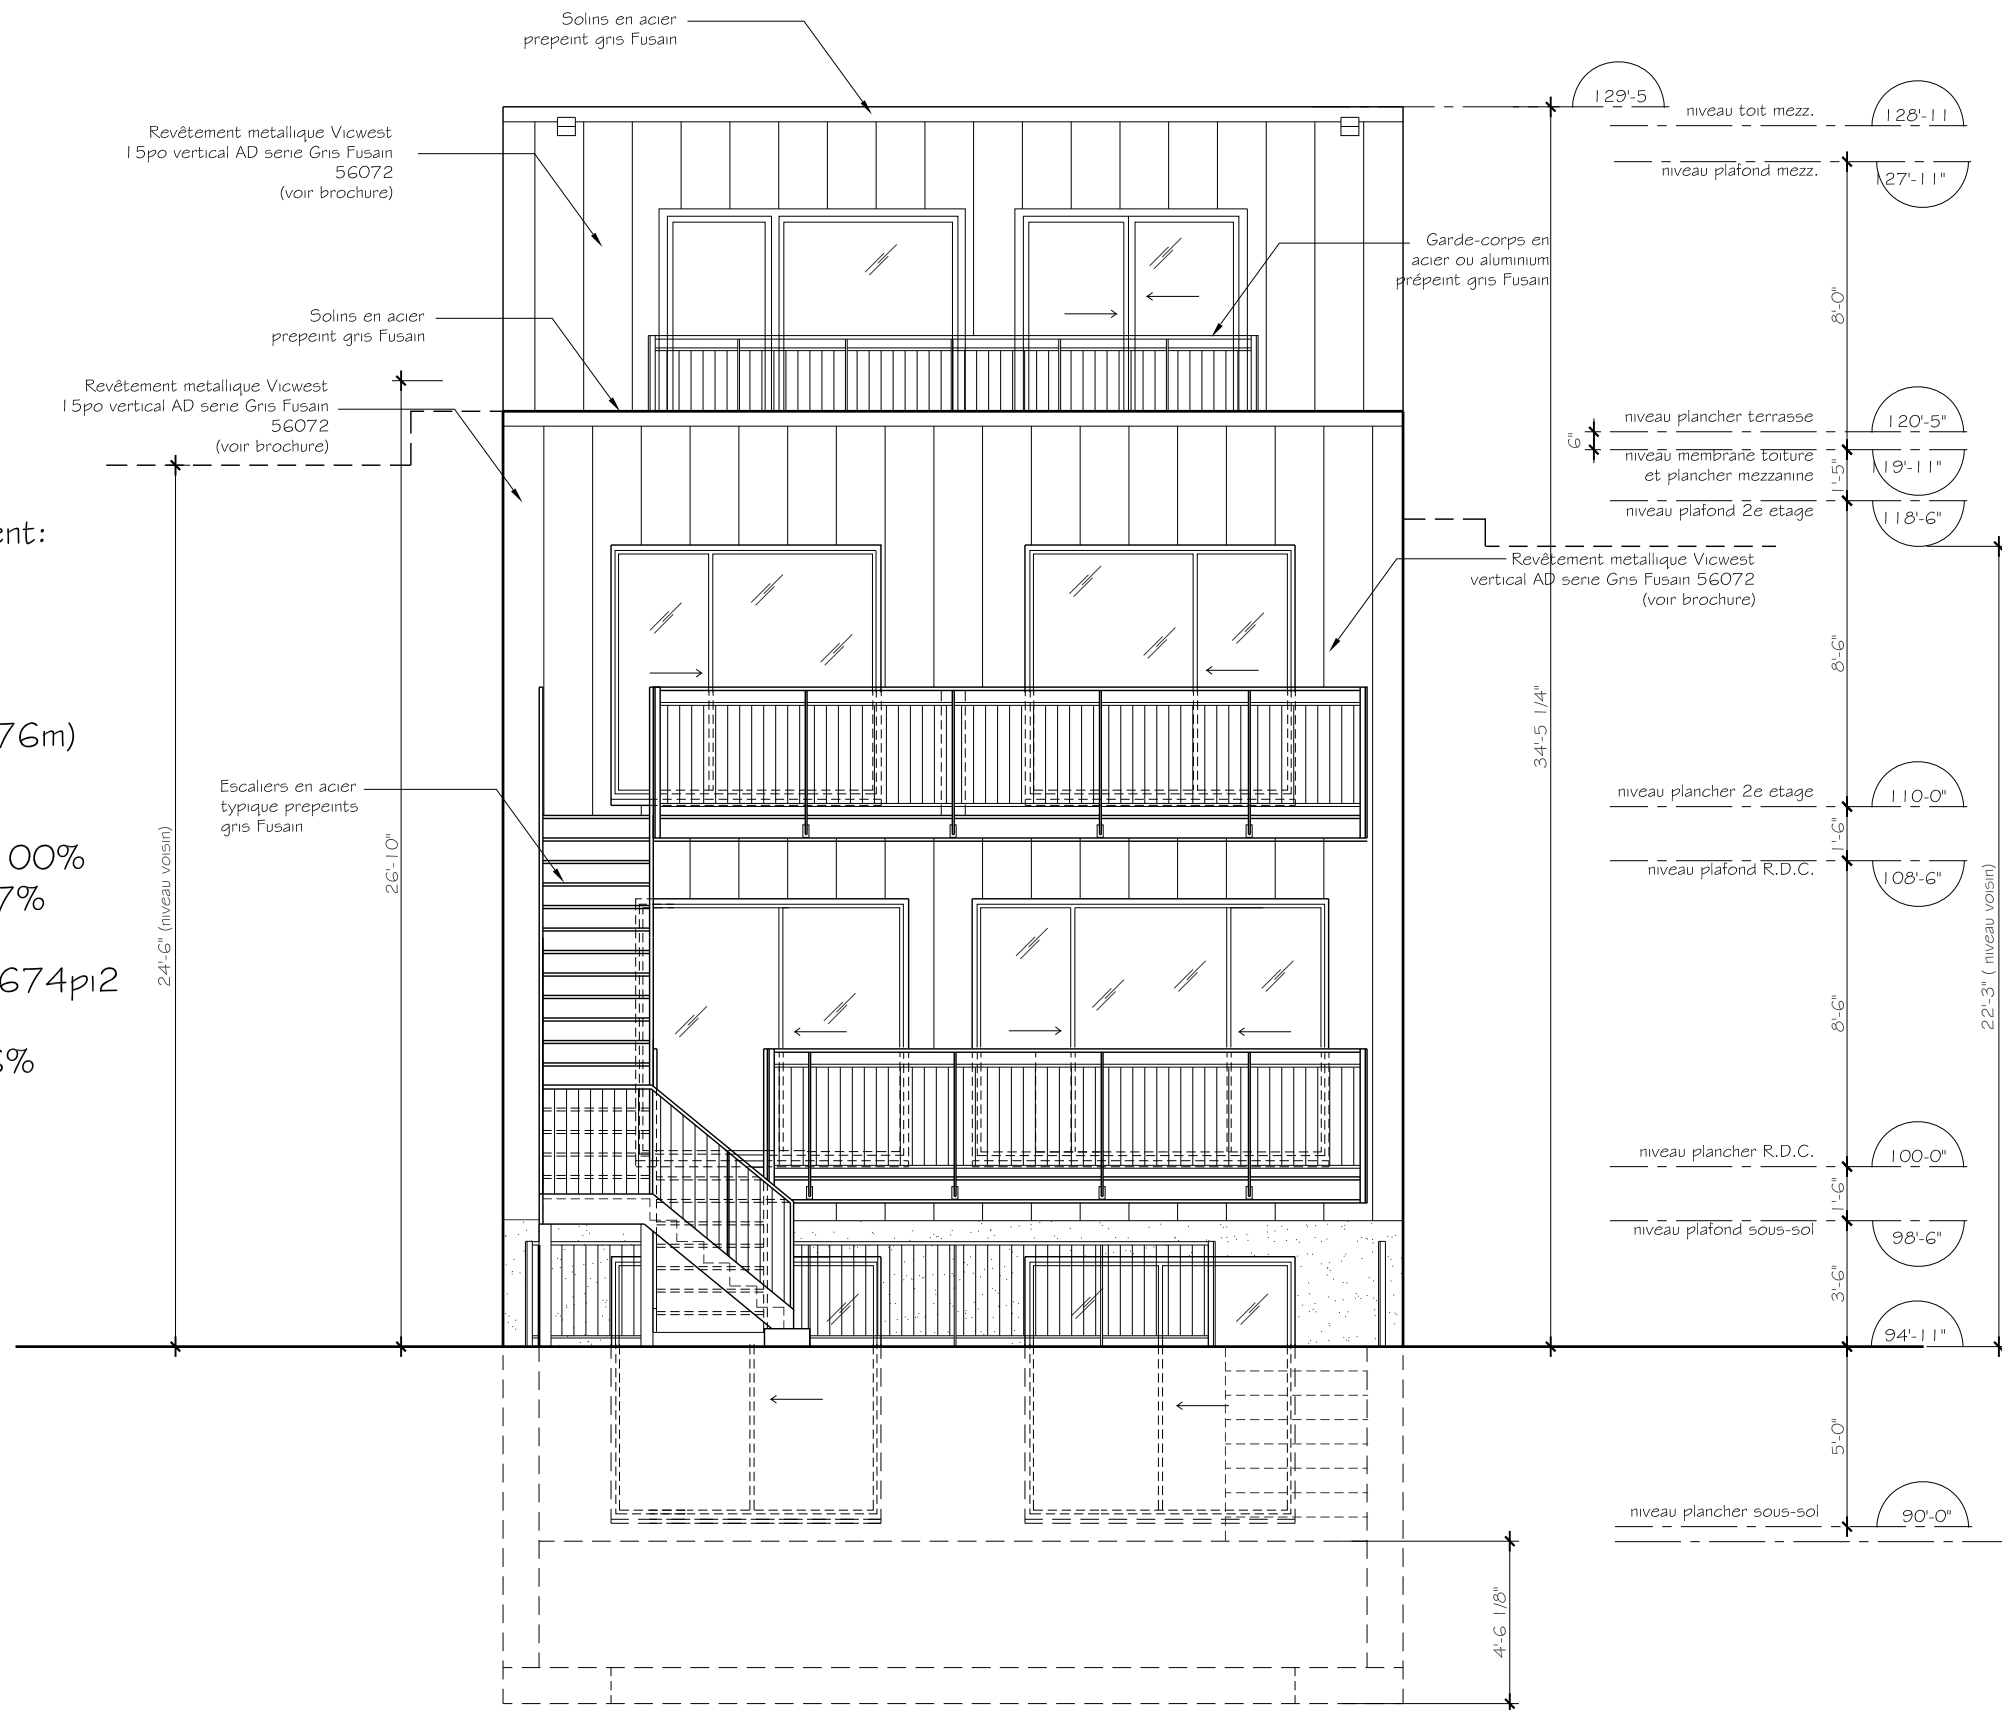 Solins en acier
prepeint gris Fusain
Revêtement metallique Vicwest
15po vertical AD serie Gris Fusain
56072
(voir brochure)
Solins en acier
prepeint gris Fusain
Revêtement metallique Vicwest
15po vertical AD serie Gris Fusain
56072
(voir brochure)
ent:
76m)
Escaliers en acier
typique prepeints
gris Fusain
00%
7%
674pi2
%
24'-6" (niveau voisin)
26'-10"
Garde-corps en
acier ou aluminium
prépeint gris Fusain
Revêtement metallique Vicwest
vertical AD serie Gris Fusain 56072
(voir brochure)
34'-5 1/4"
4'-6 1/8"
129'-5
niveau toit mezz.
128'-11
niveau plafond mezz.
127'-11"
8'-0"
niveau plancher terrasse
120'-5"
6"
niveau membrane toiture
et plancher mezzanine
119'-11"
1'-5"
niveau plafond 2e etage
118'-6"
8'-6"
niveau plancher 2e etage
110-0"
1'-6"
niveau plafond R.D.C.
108'-6"
22'-3" ( niveau voisin)
8'-6"
niveau plancher R.D.C.
100-0"
1'-6"
niveau plafond sous-sol
98'-6"
3'-6"
94'-11"
5'-0"
niveau plancher sous-sol
90'-0"